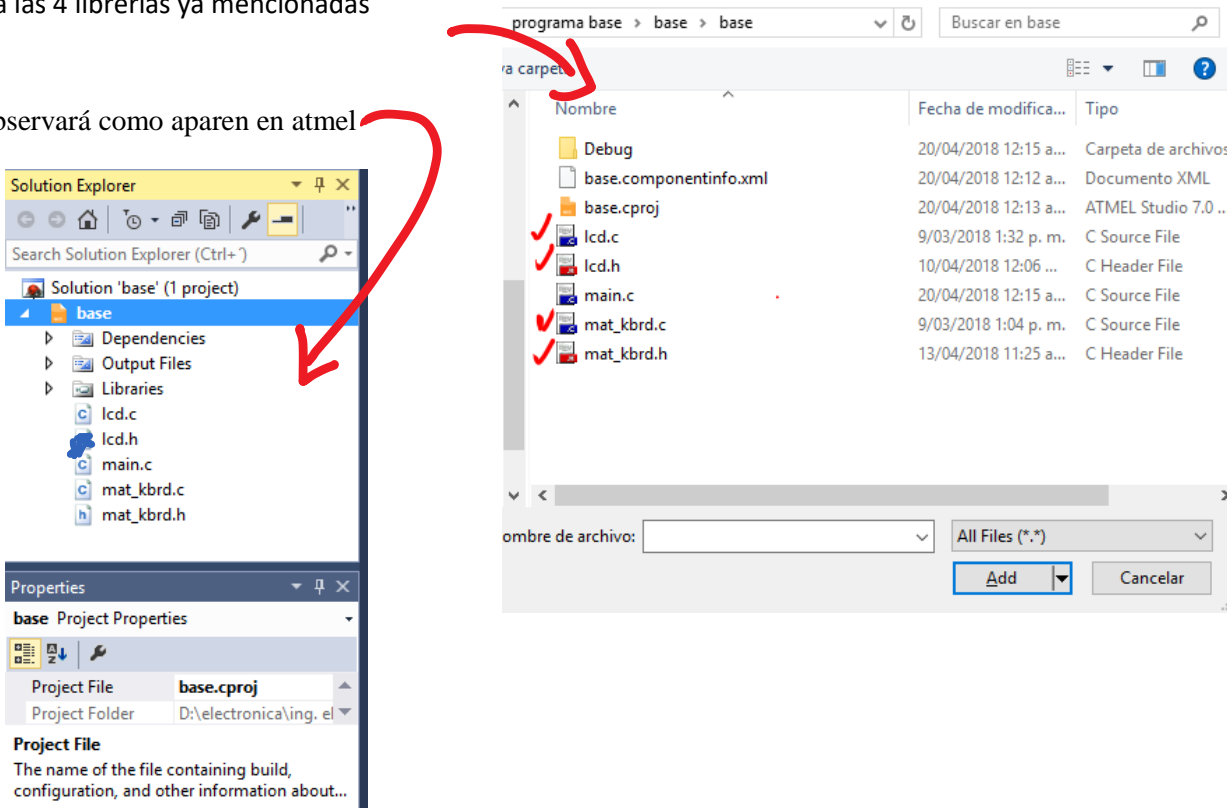 a las 4 librerías ya mencionadas
observará como aparen en atmel
Solution Explorer
Search Solution Explorer (Ctrl+´)
Solution 'base' (1 project)
base
Dependencies
Output Files
Libraries
lcd.c
lcd.h
main.c
mat_kbrd.c
mat_kbrd.h
Properties
base Project Properties
Project File base.cproj
Project Folder D:\electronica\ing. el
Project File
The name of the file containing build,
configuration, and other information about...
programa base > base > base
Buscar en base
va carpeta
Nombre Fecha de modifica... Tipo
Debug 20/04/2018 12:15 a... Carpeta de archivos
base.componentinfo.xml 20/04/2018 12:12 a... Documento XML
base.cproj 20/04/2018 12:13 a... ATMEL Studio 7.0 ...
lcd.c 9/03/2018 1:32 p. m. C Source File
lcd.h 10/04/2018 12:06 ... C Header File
main.c 20/04/2018 12:15 a... C Source File
mat_kbrd.c 9/03/2018 1:04 p. m. C Source File
mat_kbrd.h 13/04/2018 11:25 a... C Header File
ombre de archivo:
All Files (*.*)
Add
Cancelar